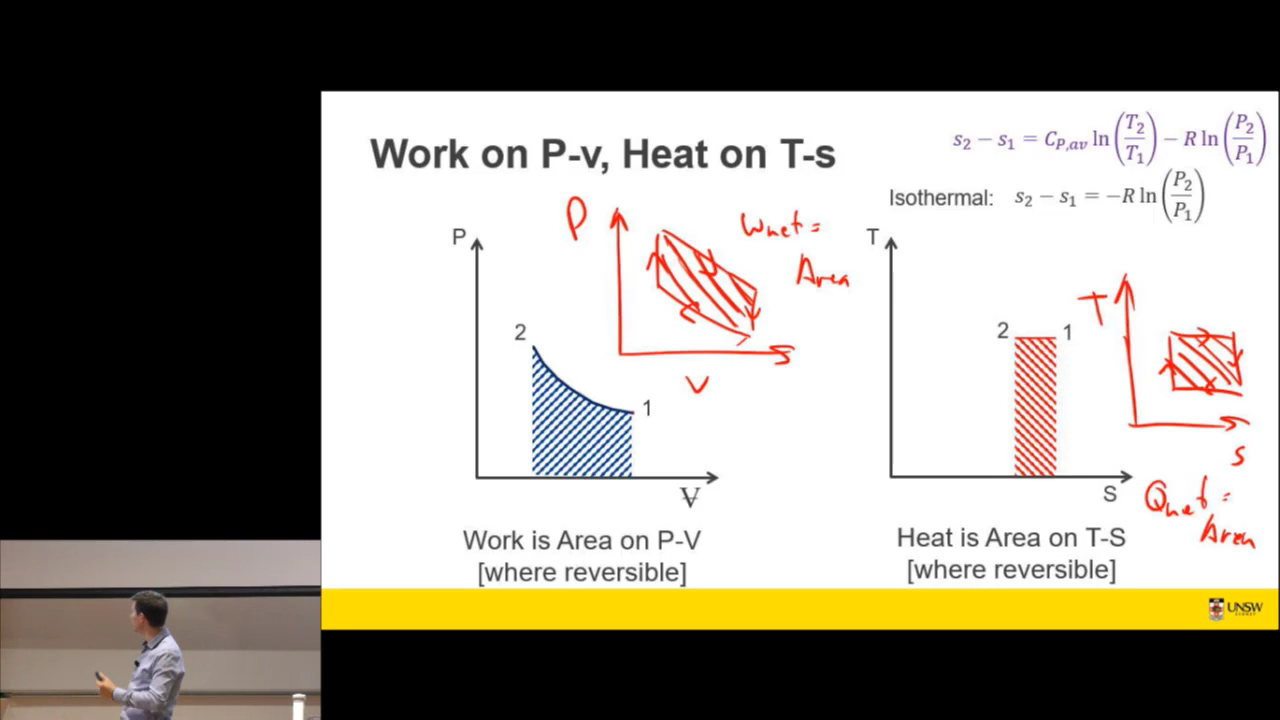 Work on P-v, Heat on T-s
s₂ − s₁ = C_{P,av} ln(T₂/T₁) − R ln(P₂/P₁)
Isothermal: s₂ − s₁ = −R ln(P₂/P₁)
P
2
1
V
Work is Area on P-V
[where reversible]
P
V
Wnet =
Area
T
2
1
S
Heat is Area on T-S
[where reversible]
T
s
Qnet =
Area
UNSW
SYDNEY